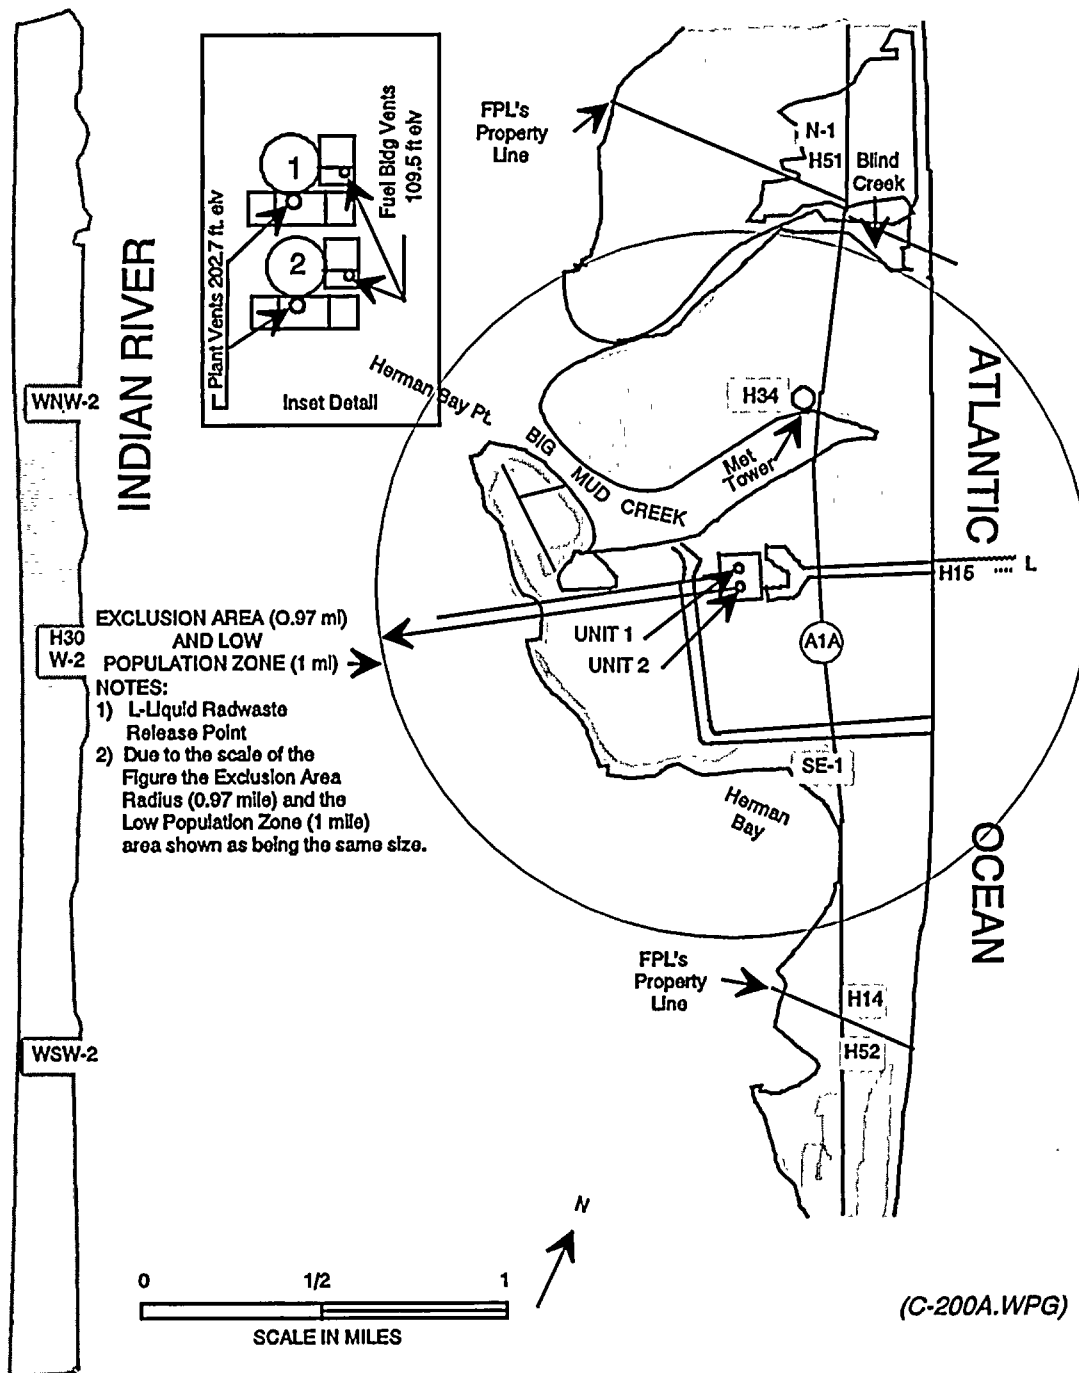 FPL's
Property
Line
N-1
H51
Blind
Creek
1
2
Plant Vents 202.7 ft. elv
Fuel Bldg Vents
109.5 ft elv
Inset Detail
INDIAN RIVER
WNW-2
Herman Bay Pt.
BIG MUD CREEK
H34
Met
Tower
ATLANTIC
OCEAN
H15
L
UNIT 1
UNIT 2
A1A
H30
W-2
EXCLUSION AREA (0.97 mi)
AND LOW
POPULATION ZONE (1 mi)
NOTES:
1) L-Liquid Radwaste
Release Point
2) Due to the scale of the
Figure the Exclusion Area
Radius (0.97 mile) and the
Low Population Zone (1 mile)
area shown as being the same size.
SE-1
Herman
Bay
FPL's
Property
Line
H14
H52
WSW-2
N
0 1/2 1
SCALE IN MILES
(C-200A.WPG)